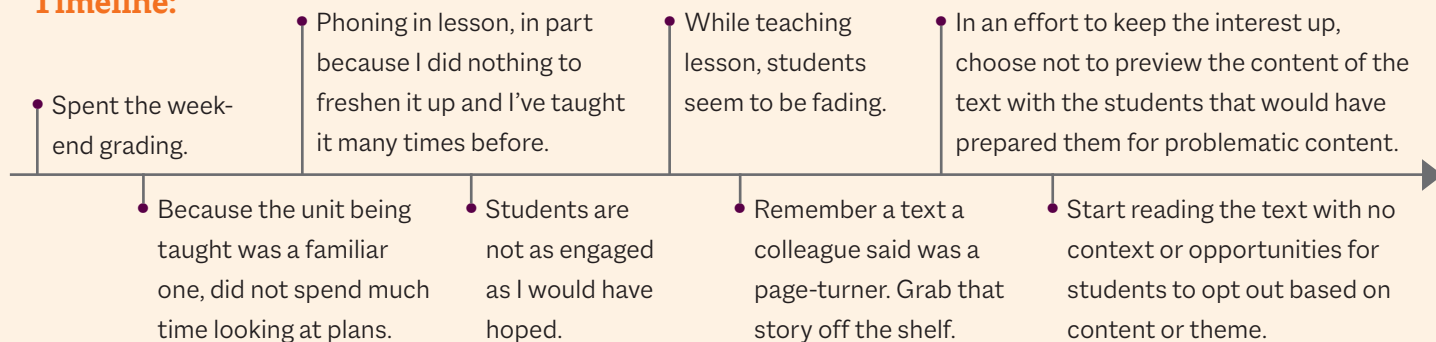 Timeline:
Spent the week-
end grading.
Because the unit being
taught was a familiar
one, did not spend much
time looking at plans.
Phoning in lesson, in part
because I did nothing to
freshen it up and I've taught
it many times before.
Students are
not as engaged
as I would have
hoped.
While teaching
lesson, students
seem to be fading.
Remember a text a
colleague said was a
page-turner. Grab that
story off the shelf.
In an effort to keep the interest up,
choose not to preview the content of the
text with the students that would have
prepared them for problematic content.
Start reading the text with no
context or opportunities for
students to opt out based on
content or theme.